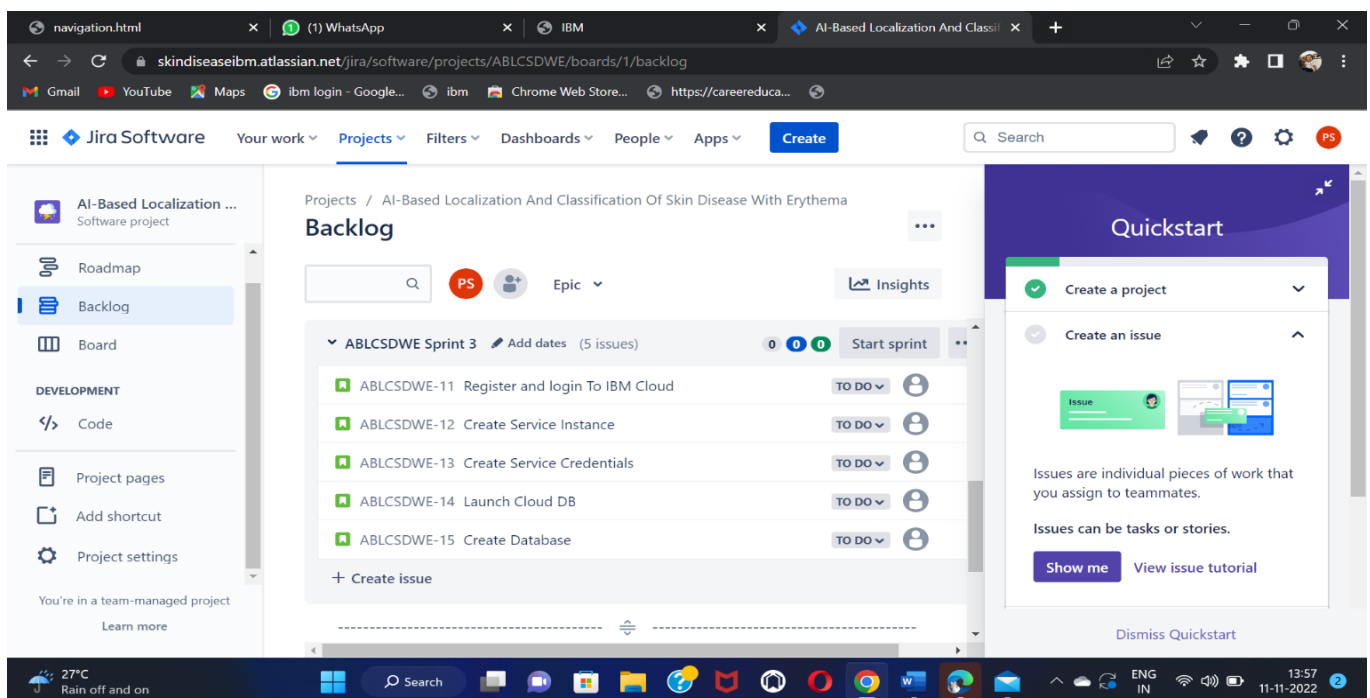 navigation.html
(1) WhatsApp
IBM
AI-Based Localization And Classif
skindiseaseibm.atlassian.net/jira/software/projects/ABLCSDWE/boards/1/backlog
Gmail YouTube Maps ibm login - Google... ibm Chrome Web Store... https://careereduca...
Jira Software Your work Projects Filters Dashboards People Apps Create Search PS
AI-Based Localization ...
Software project
Roadmap
Backlog
Board
DEVELOPMENT
Code
Project pages
Add shortcut
Project settings
You're in a team-managed project
Learn more
Projects / AI-Based Localization And Classification Of Skin Disease With Erythema
Backlog
PS Epic Insights
ABLCSDWE Sprint 3 Add dates (5 issues) 0 0 0 Start sprint
ABLCSDWE-11 Register and login To IBM Cloud TO DO
ABLCSDWE-12 Create Service Instance TO DO
ABLCSDWE-13 Create Service Credentials TO DO
ABLCSDWE-14 Launch Cloud DB TO DO
ABLCSDWE-15 Create Database TO DO
+ Create issue
Quickstart
Create a project
Create an issue
Issue
Issues are individual pieces of work that
you assign to teammates.
Issues can be tasks or stories.
Show me View issue tutorial
Dismiss Quickstart
27°C
Rain off and on
Search
ENG
IN
13:57
11-11-2022
2